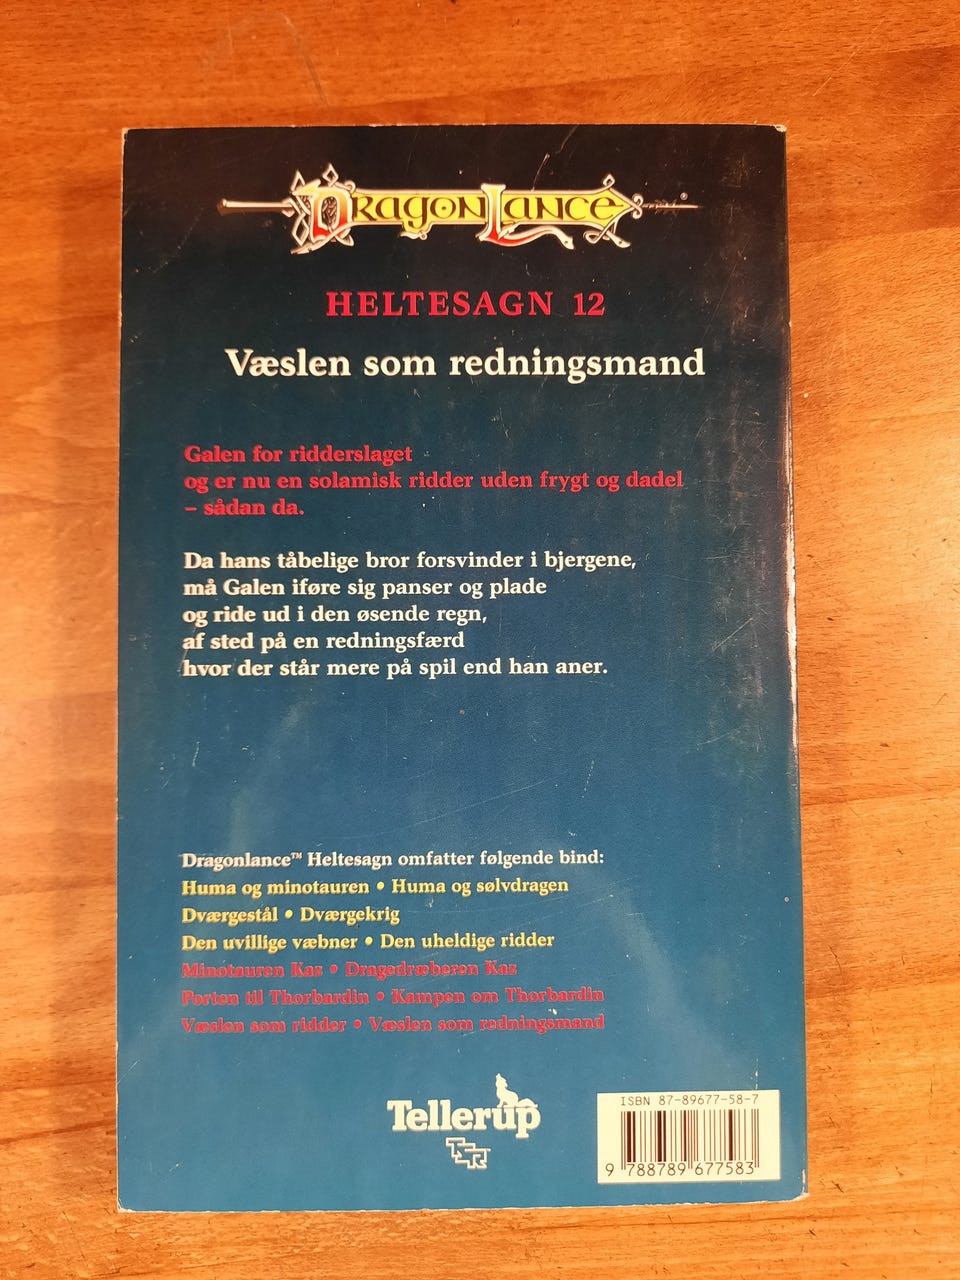 DRAGONLANCE
HELTESAGN 12
Væslen som redningsmand
Galen for ridderslaget
og er nu en solamisk ridder uden frygt og dadel
– sådan da.
Da hans tåbelige bror forsvinder i bjergene,
må Galen iføre sig panser og plade
og ride ud i den øsende regn,
af sted på en redningsfærd
hvor der står mere på spil end han aner.
Dragonlance™ Heltesagn omfatter følgende bind:
Huma og minotauren • Huma og sølvdragen
Dværgestål • Dværgekrig
Den uvillige væbner • Den uheldige ridder
Minotauren Kaz • Dragedræberen Kaz
Porten til Thorbardin • Kampen om Thorbardin
Væslen som ridder • Væslen som redningsmand
Tellerup
TSR
ISBN 87-89677-58-7
9 788789 677583